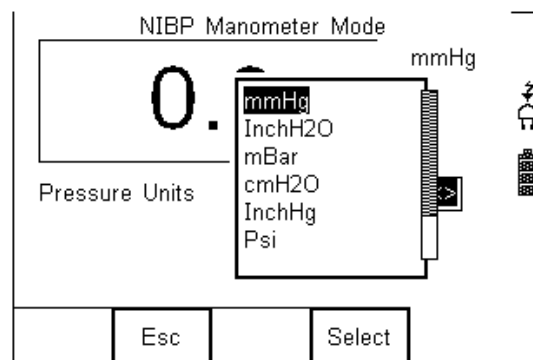 NIBP Manometer Mode
mmHg
0.
mmHg
InchH2O
mBar
cmH2O
InchHg
Psi
Pressure Units
<>
Esc
Select